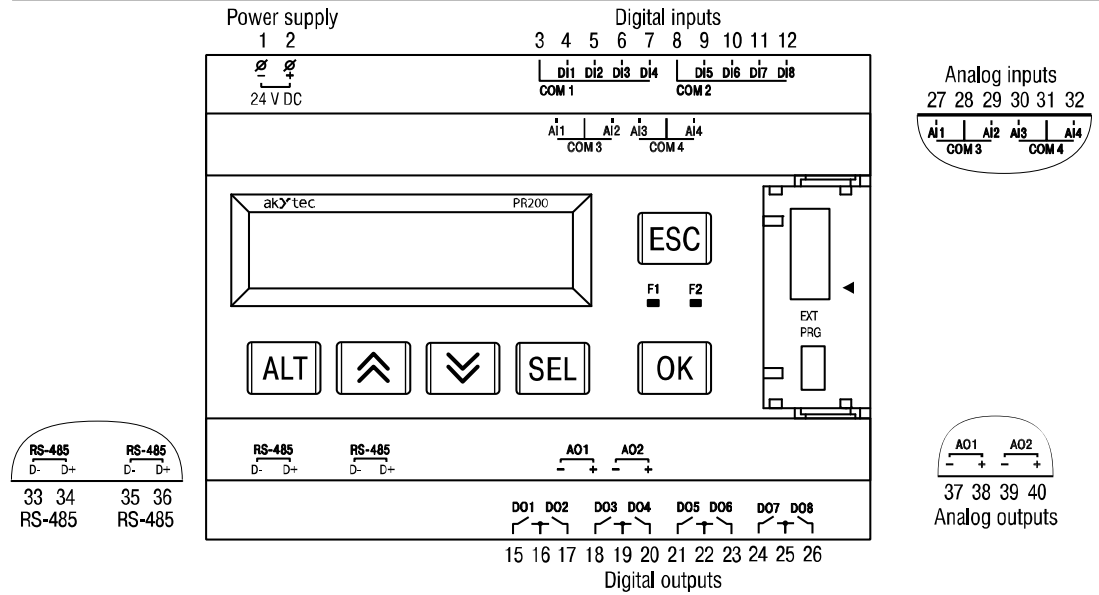 Power supply
Digital inputs
1 2
3 4 5 6 7 8 9 10 11 12
– +
24 V DC
DI1 DI2 DI3 DI4
COM 1
DI5 DI6 DI7 DI8
COM 2
Analog inputs
27 28 29 30 31 32
AI1 AI2 AI3 AI4
COM 3 COM 4
AI1 AI2 AI3 AI4
COM 3 COM 4
akYtec PR200
ESC
F1 F2
EXT
PRG
ALT SEL OK
RS-485 RS-485
D- D+ D- D+
33 34 35 36
RS-485 RS-485
RS-485 RS-485
D- D+ D- D+
AO1 AO2
– + – +
AO1 AO2
– + – +
37 38 39 40
Analog outputs
DO1 DO2 DO3 DO4 DO5 DO6 DO7 DO8
15 16 17 18 19 20 21 22 23 24 25 26
Digital outputs